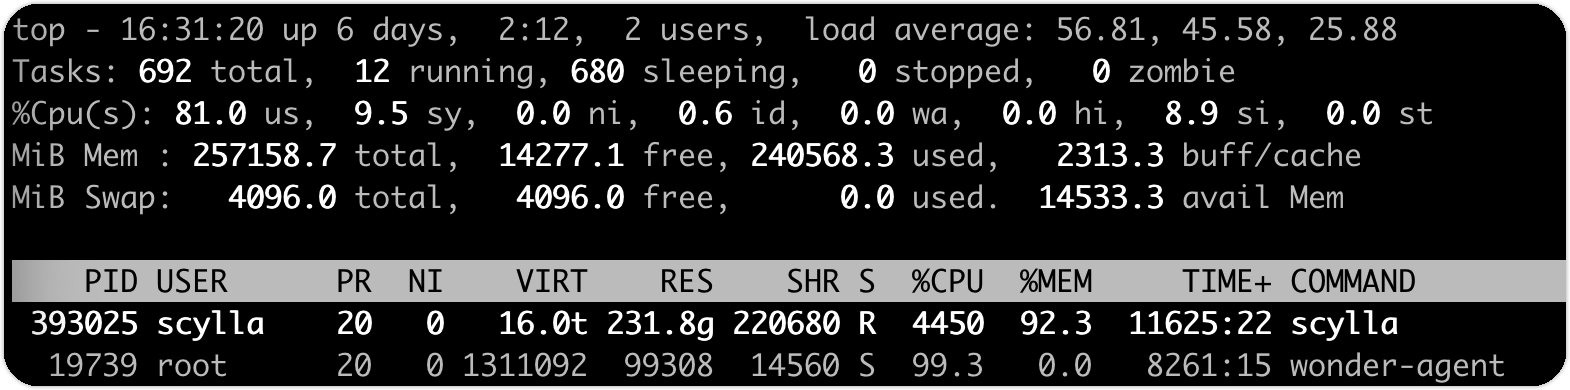 top - 16:31:20 up 6 days,  2:12,  2 users,  load average: 56.81, 45.58, 25.88
Tasks: 692 total,  12 running, 680 sleeping,   0 stopped,   0 zombie
%Cpu(s): 81.0 us,  9.5 sy,  0.0 ni,  0.6 id,  0.0 wa,  0.0 hi,  8.9 si,  0.0 st
MiB Mem : 257158.7 total,  14277.1 free, 240568.3 used,   2313.3 buff/cache
MiB Swap:   4096.0 total,   4096.0 free,      0.0 used.  14533.3 avail Mem
    PID USER      PR  NI    VIRT    RES    SHR S  %CPU  %MEM     TIME+ COMMAND
 393025 scylla    20   0   16.0t 231.8g 220680 R  4450  92.3  11625:22 scylla
  19739 root      20   0 1311092  99308  14560 S  99.3   0.0   8261:15 wonder-agent